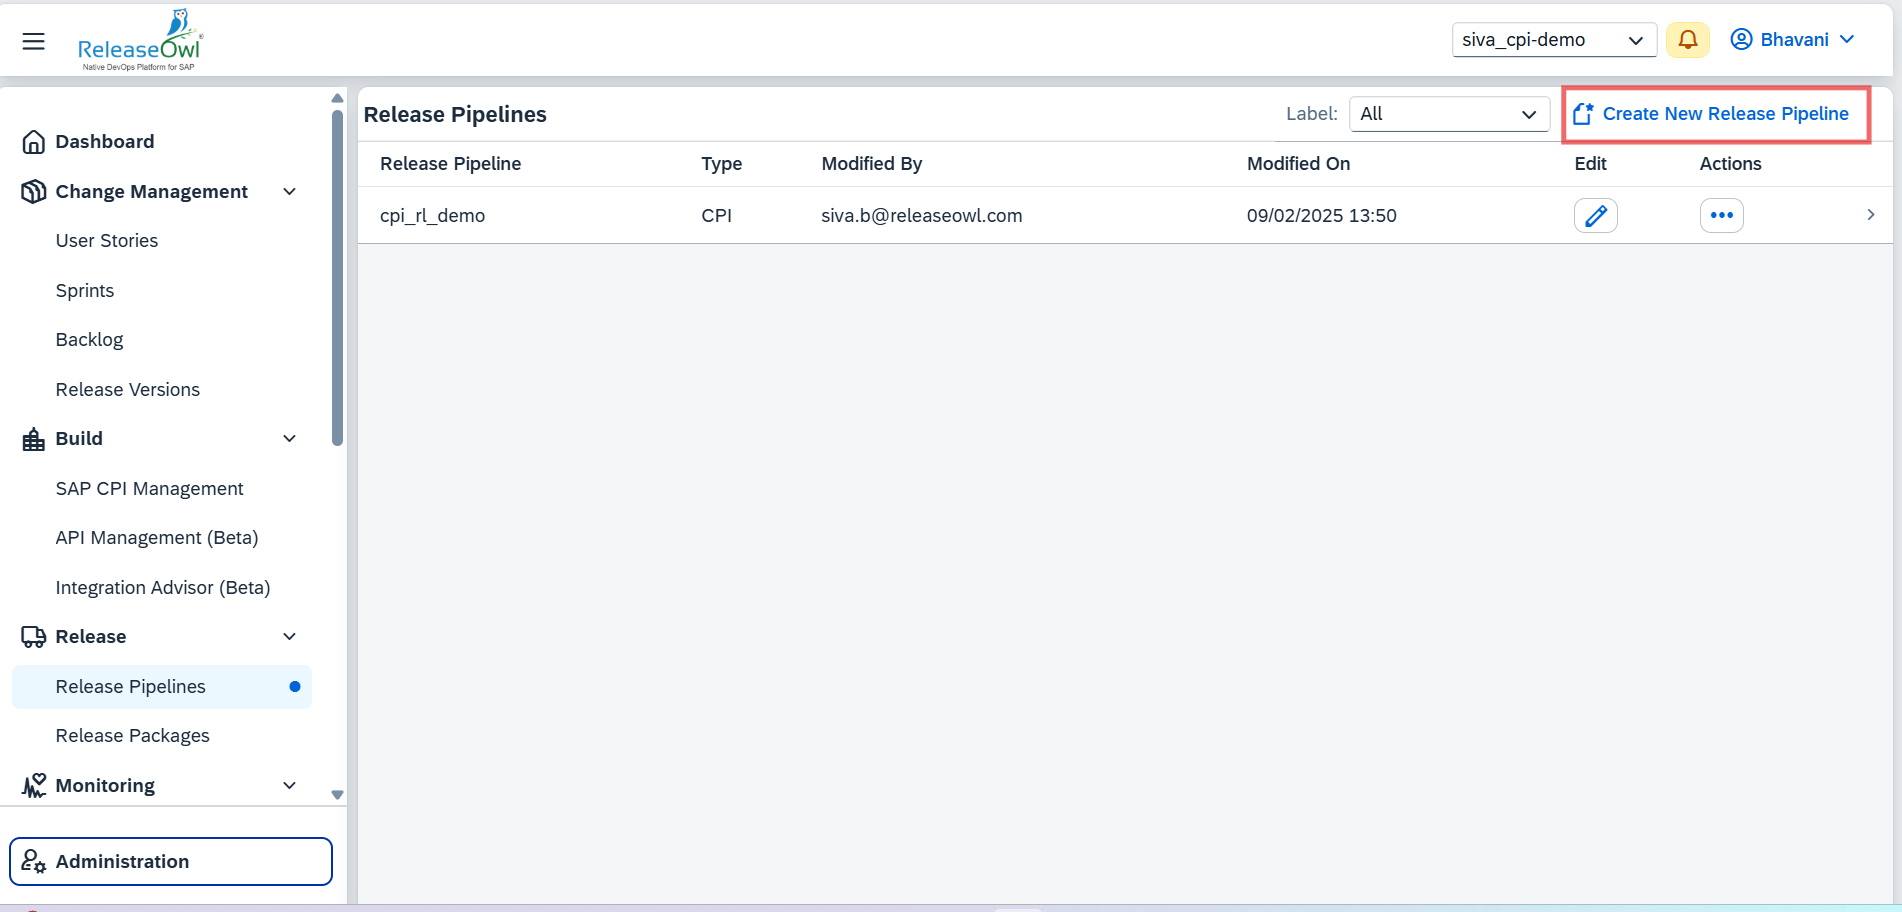 ReleaseOwl®
Native DevOps Platform for SAP
siva_cpi-demo
Bhavani
Dashboard
Change Management
User Stories
Sprints
Backlog
Release Versions
Build
SAP CPI Management
API Management (Beta)
Integration Advisor (Beta)
Release
Release Pipelines
Release Packages
Monitoring
Administration
Release Pipelines
Label: All
Create New Release Pipeline
Release Pipeline Type Modified By Modified On Edit Actions
cpi_rl_demo CPI siva.b@releaseowl.com 09/02/2025 13:50